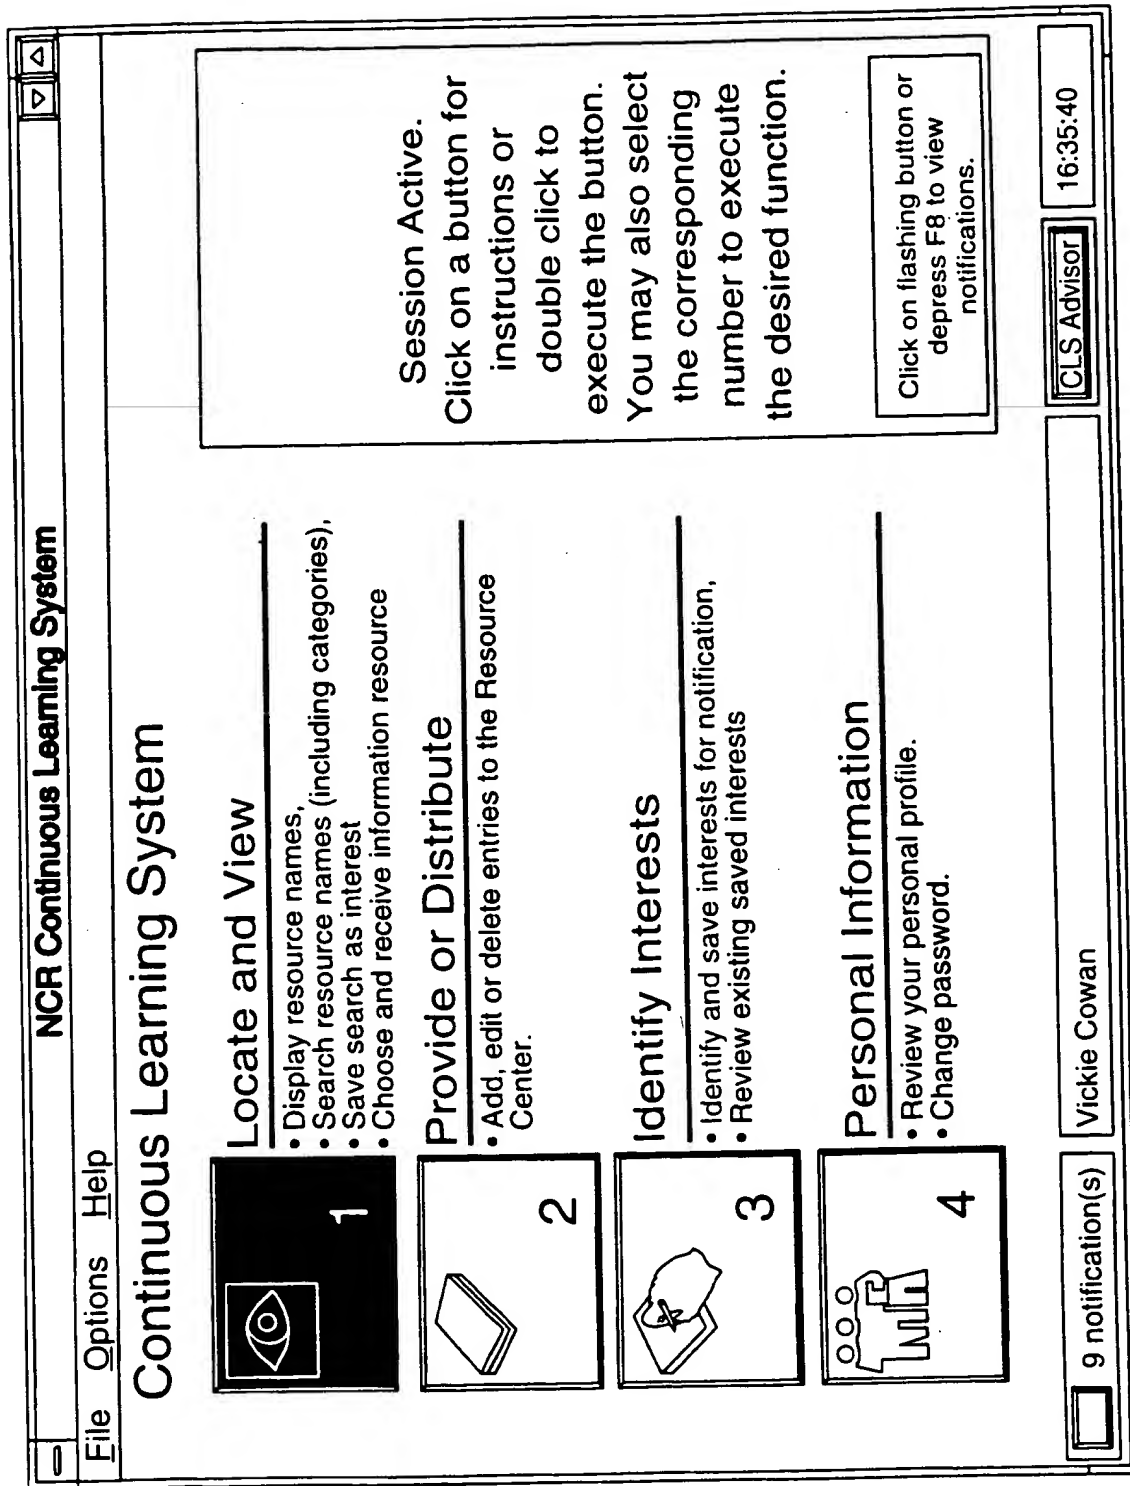 NCR Continuous Learning System
File Options Help
Continuous Learning System
1
Locate and View
• Display resource names,
• Search resource names (including categories),
• Save search as interest
• Choose and receive information resource
2
Provide or Distribute
• Add, edit or delete entries to the Resource
Center.
3
Identify Interests
• Identify and save interests for notification,
• Review existing saved interests
4
Personal Information
• Review your personal profile.
• Change password.
Session Active.
Click on a button for
instructions or
double click to
execute the button.
You may also select
the corresponding
number to execute
the desired function.
Click on flashing button or
depress F8 to view
notifications.
9 notification(s)
Vickie Cowan
CLS Advisor
16:35:40